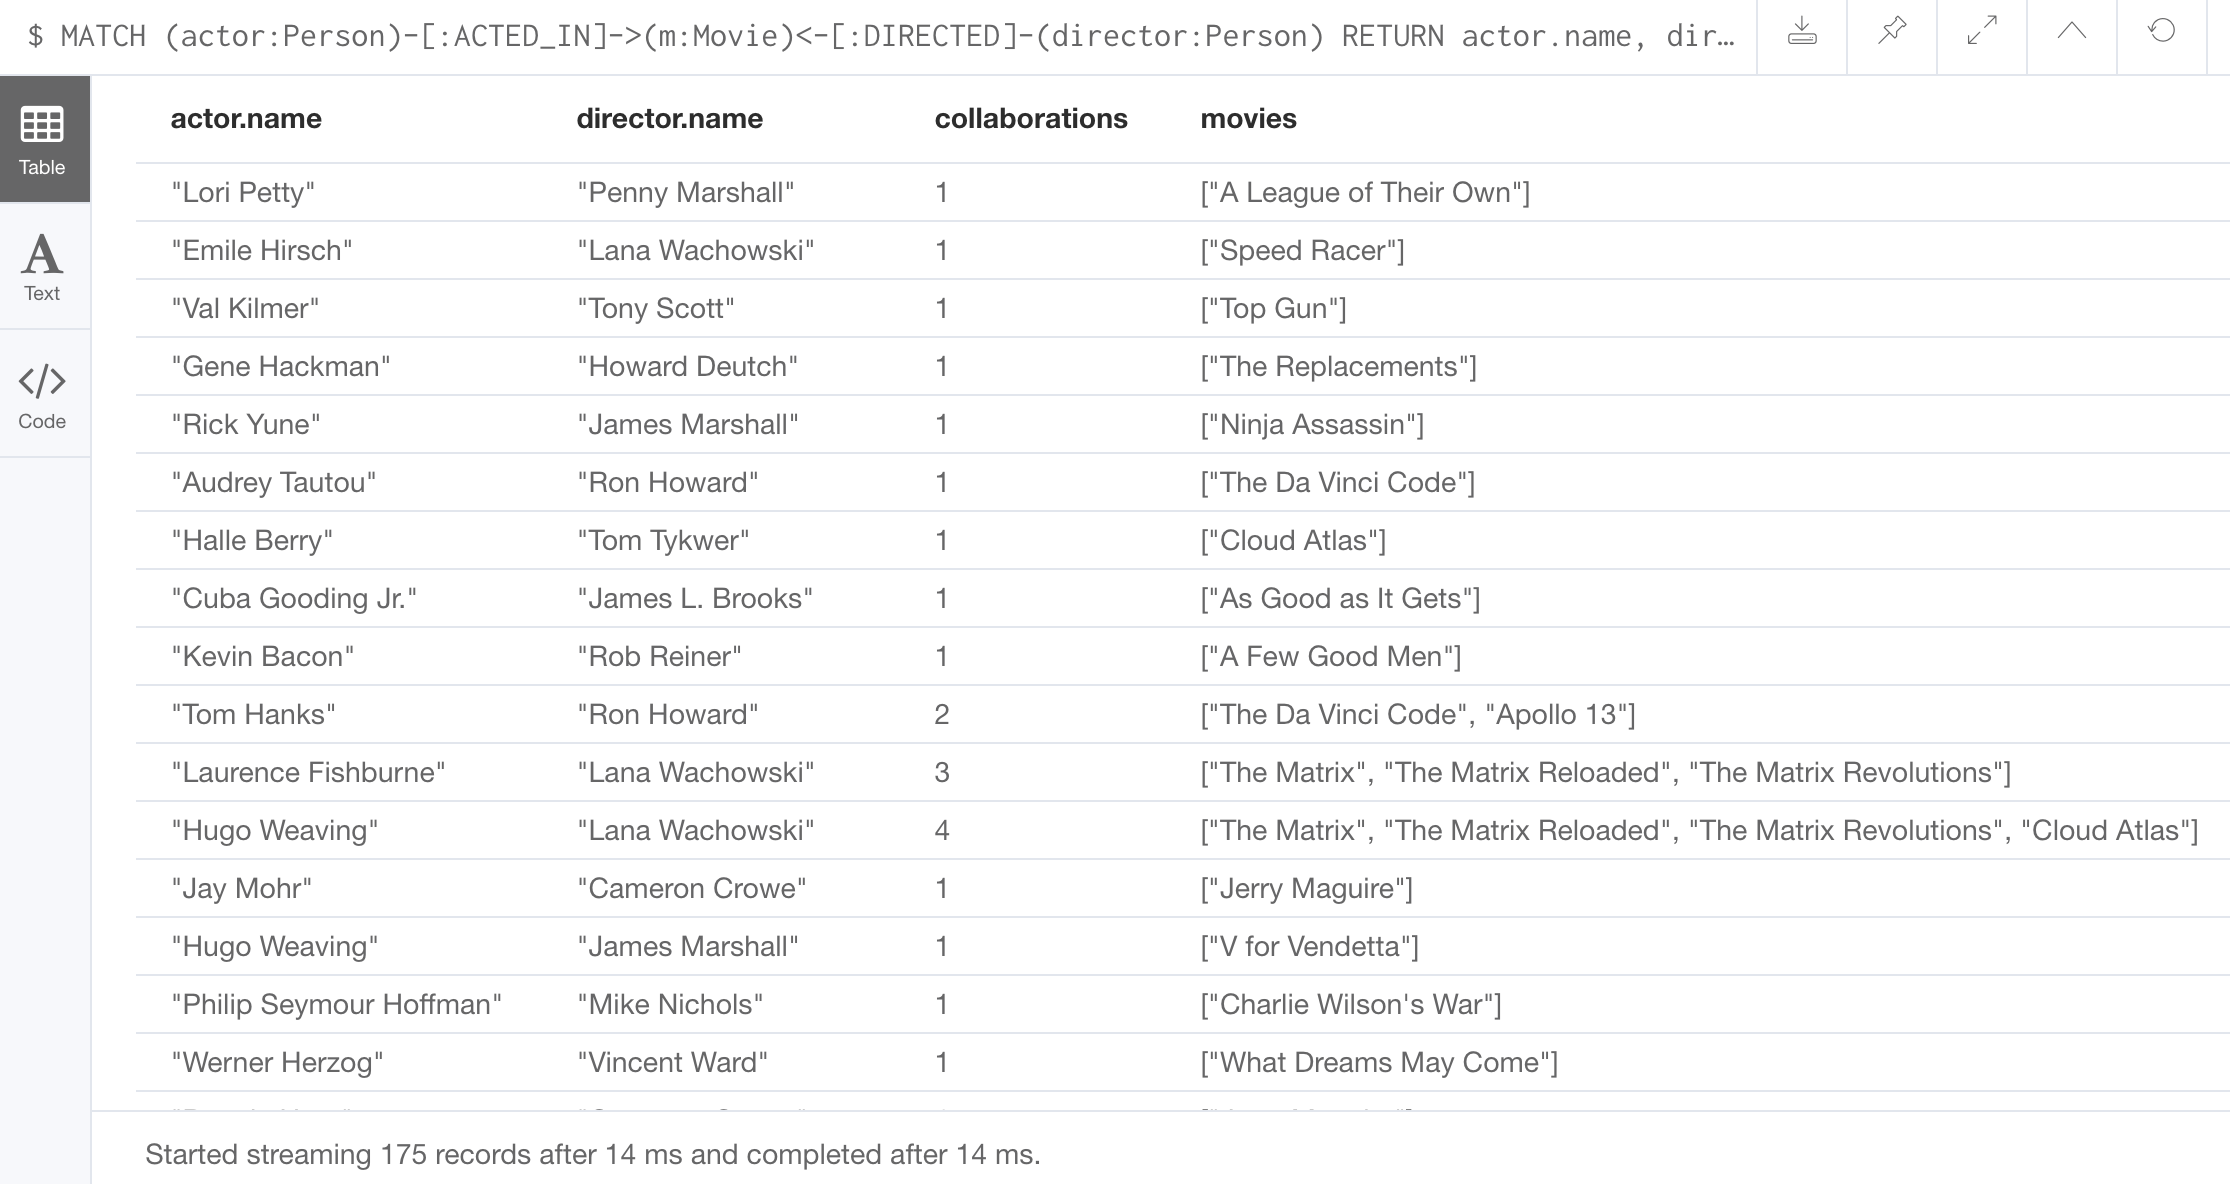 $ MATCH (actor:Person)-[:ACTED_IN]->(m:Movie)<-[:DIRECTED]-(director:Person) RETURN actor.name, dir…
Table
Text
Code
actor.name director.name collaborations movies
"Lori Petty" "Penny Marshall" 1 ["A League of Their Own"]
"Emile Hirsch" "Lana Wachowski" 1 ["Speed Racer"]
"Val Kilmer" "Tony Scott" 1 ["Top Gun"]
"Gene Hackman" "Howard Deutch" 1 ["The Replacements"]
"Rick Yune" "James Marshall" 1 ["Ninja Assassin"]
"Audrey Tautou" "Ron Howard" 1 ["The Da Vinci Code"]
"Halle Berry" "Tom Tykwer" 1 ["Cloud Atlas"]
"Cuba Gooding Jr." "James L. Brooks" 1 ["As Good as It Gets"]
"Kevin Bacon" "Rob Reiner" 1 ["A Few Good Men"]
"Tom Hanks" "Ron Howard" 2 ["The Da Vinci Code", "Apollo 13"]
"Laurence Fishburne" "Lana Wachowski" 3 ["The Matrix", "The Matrix Reloaded", "The Matrix Revolutions"]
"Hugo Weaving" "Lana Wachowski" 4 ["The Matrix", "The Matrix Reloaded", "The Matrix Revolutions", "Cloud Atlas"]
"Jay Mohr" "Cameron Crowe" 1 ["Jerry Maguire"]
"Hugo Weaving" "James Marshall" 1 ["V for Vendetta"]
"Philip Seymour Hoffman" "Mike Nichols" 1 ["Charlie Wilson's War"]
"Werner Herzog" "Vincent Ward" 1 ["What Dreams May Come"]
Started streaming 175 records after 14 ms and completed after 14 ms.